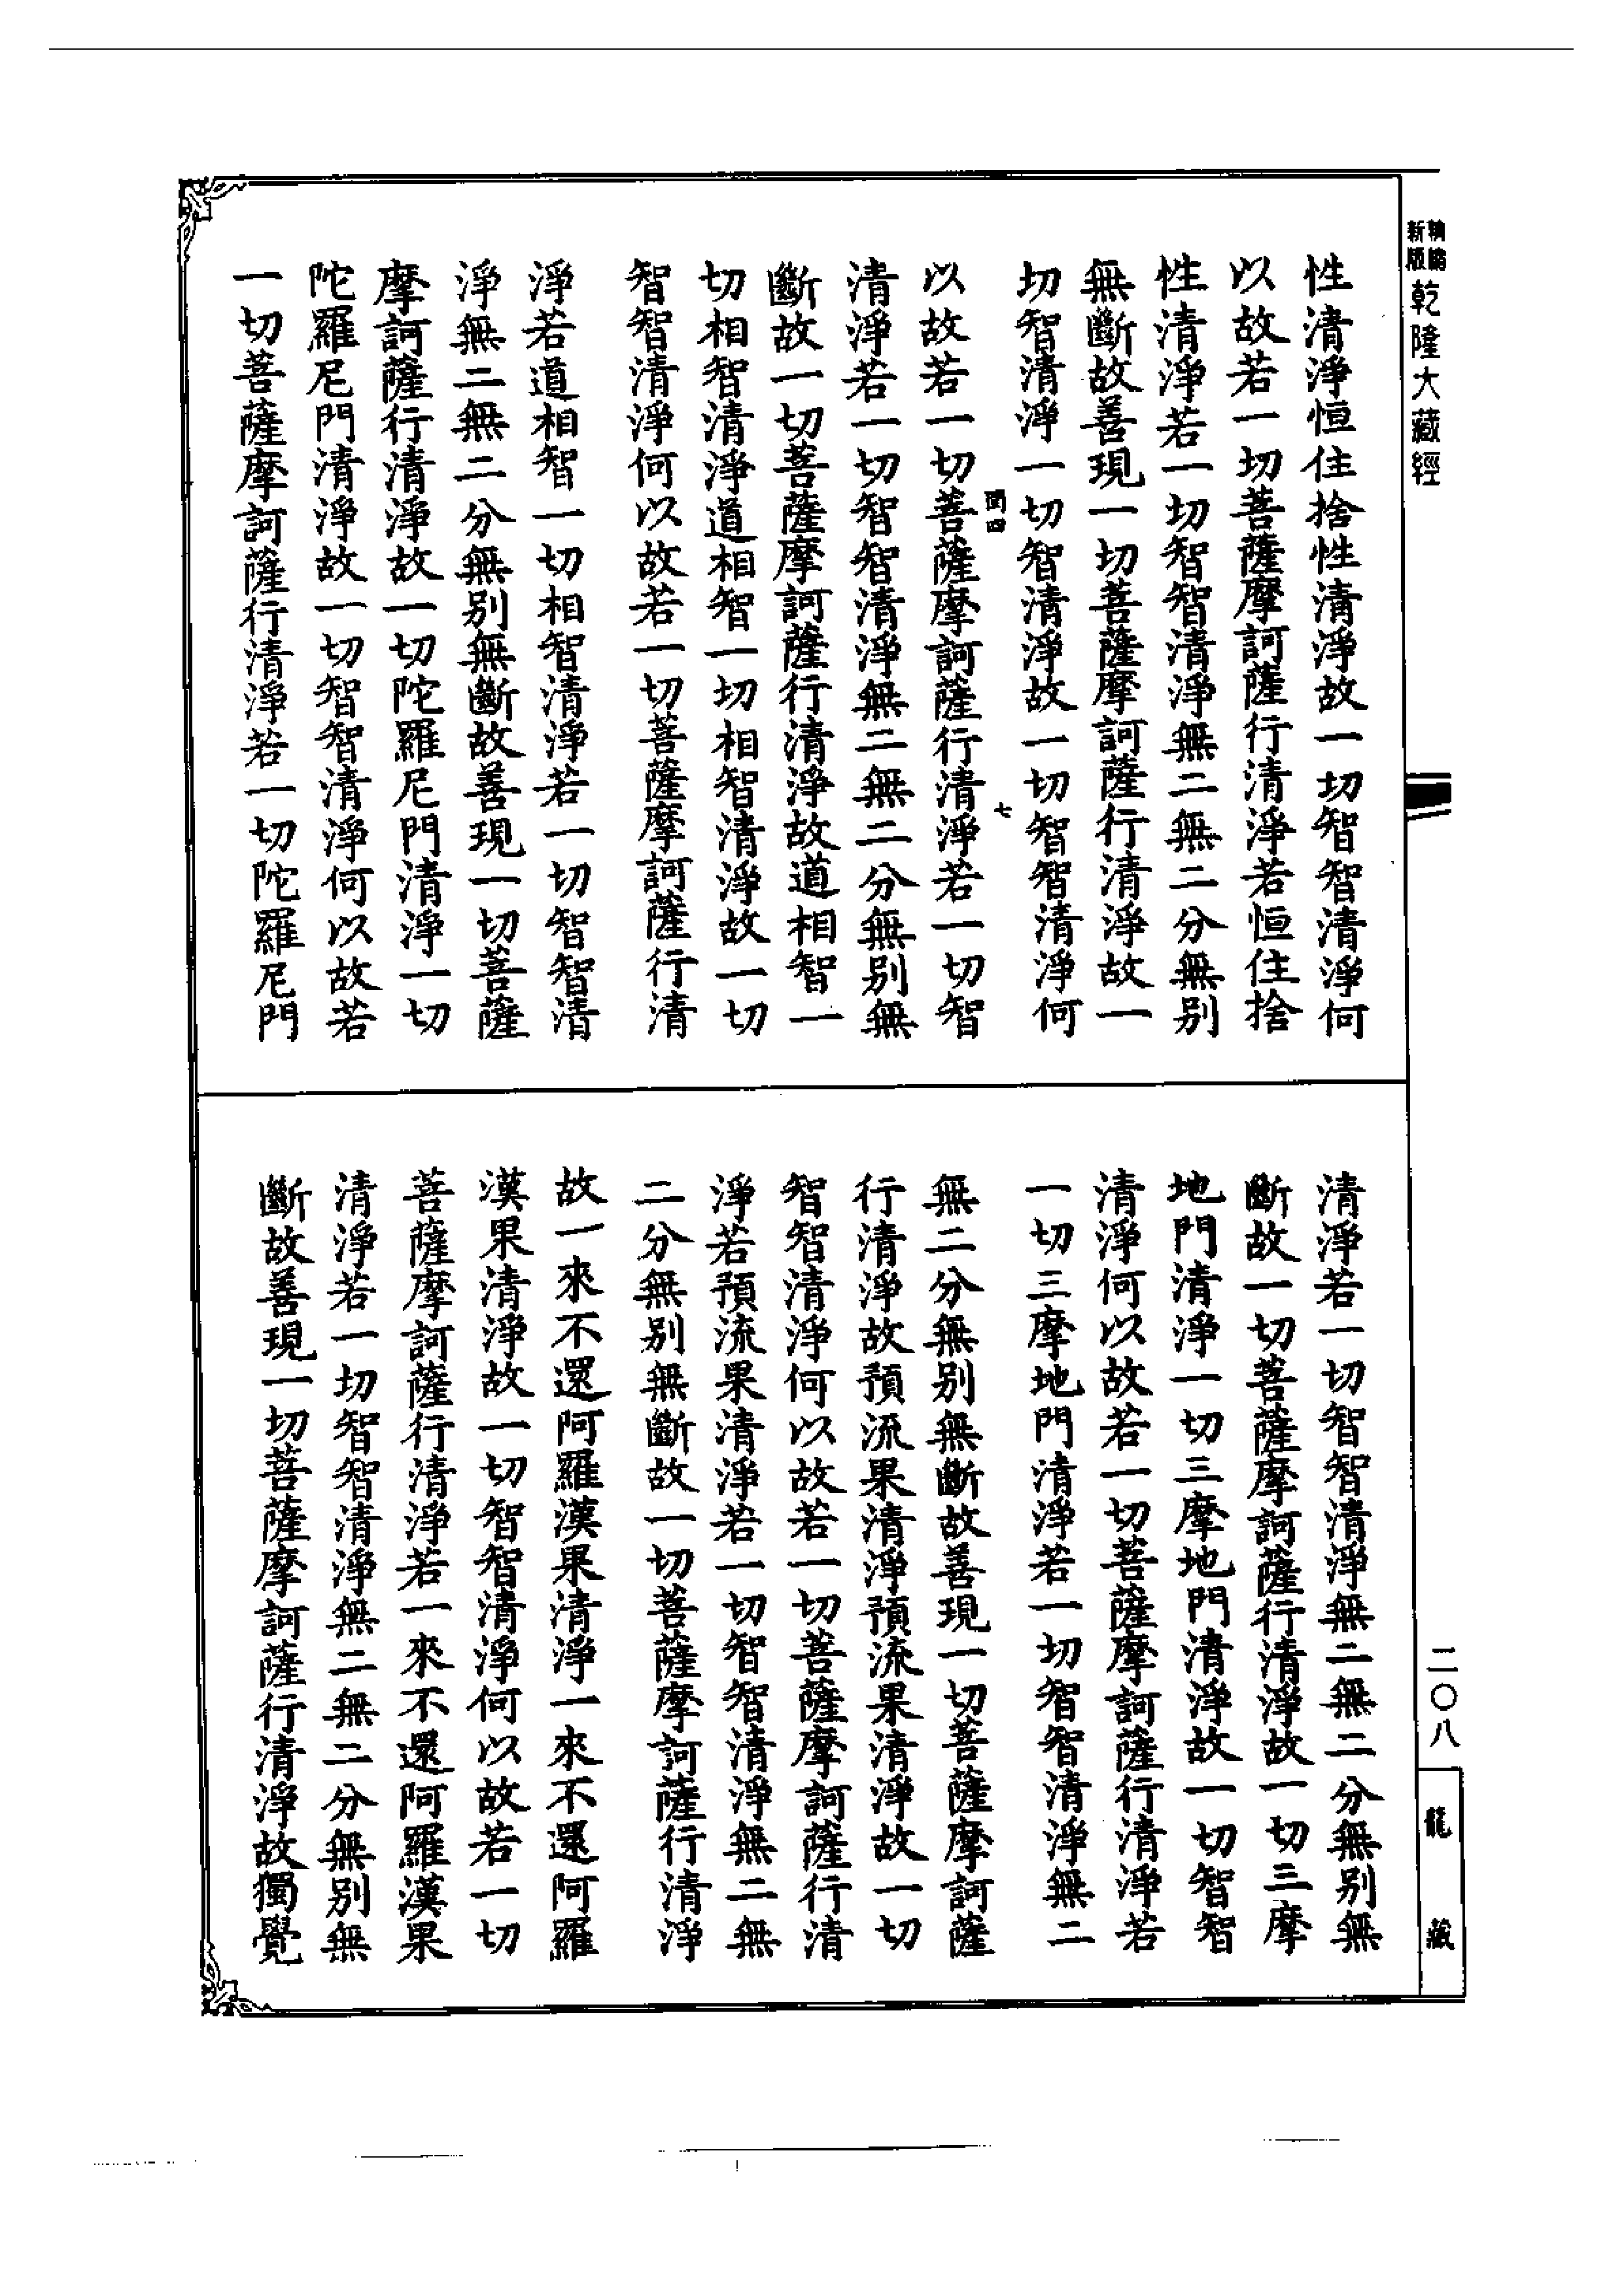 新版
乾隆大藏經
性清淨恒住捨性清淨故一切智智清淨何
以故若一切菩薩摩訶薩行清淨若恒住捨
性清淨若一切智智清淨無二無二分無別
無斷故善現一切菩薩摩訶薩行清淨故一
切智清淨一切智清淨故一切智智清淨何
以故若一切菩薩摩訶薩行清淨若一切智
清淨若一切智智清淨無二無二分無別無
斷故一切菩薩摩訶薩行清淨故道相智一
切相智清淨道相智一切相智清淨故一切
智智清淨何以故若一切菩薩摩訶薩行清
淨若道相智一切相智清淨若一切智智清
淨無二無二分無別無斷故善現一切菩薩
摩訶薩行清淨故一切陀羅尼門清淨一切
陀羅尼門清淨故一切智智清淨何以故若
一切菩薩摩訶薩行清淨若一切陀羅尼門
清淨若一切智智清淨無二無二分無別無
斷故一切菩薩摩訶薩行清淨故一切三摩
地門清淨一切三摩地門清淨故一切智智
清淨何以故若一切菩薩摩訶薩行清淨若
一切三摩地門清淨若一切智智清淨無二
無二分無別無斷故善現一切菩薩摩訶薩
行清淨故預流果清淨預流果清淨故一切
智智清淨何以故若一切菩薩摩訶薩行清
淨若預流果清淨若一切智智清淨無二無
二分無別無斷故一切菩薩摩訶薩行清淨
故一來不還阿羅漢果清淨一來不還阿羅
漢果清淨故一切智智清淨何以故若一切
菩薩摩訶薩行清淨若一來不還阿羅漢果
清淨若一切智智清淨無二無二分無別無
斷故善現一切菩薩摩訶薩行清淨故獨覺
七
二〇八
龍藏